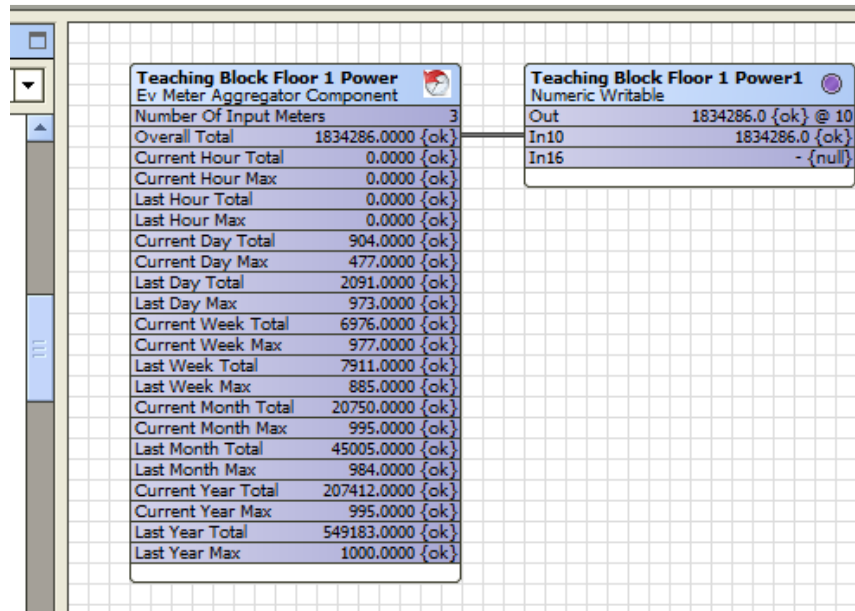 Teaching Block Floor 1 Power
Ev Meter Aggregator Component
Number Of Input Meters 3
Overall Total 1834286.0000 {ok}
Current Hour Total 0.0000 {ok}
Current Hour Max 0.0000 {ok}
Last Hour Total 0.0000 {ok}
Last Hour Max 0.0000 {ok}
Current Day Total 904.0000 {ok}
Current Day Max 477.0000 {ok}
Last Day Total 2091.0000 {ok}
Last Day Max 973.0000 {ok}
Current Week Total 6976.0000 {ok}
Current Week Max 977.0000 {ok}
Last Week Total 7911.0000 {ok}
Last Week Max 885.0000 {ok}
Current Month Total 20750.0000 {ok}
Current Month Max 995.0000 {ok}
Last Month Total 45005.0000 {ok}
Last Month Max 984.0000 {ok}
Current Year Total 207412.0000 {ok}
Current Year Max 995.0000 {ok}
Last Year Total 549183.0000 {ok}
Last Year Max 1000.0000 {ok}
Teaching Block Floor 1 Power1
Numeric Writable
Out 1834286.0 {ok} @ 10
In10 1834286.0 {ok}
In16 - {null}